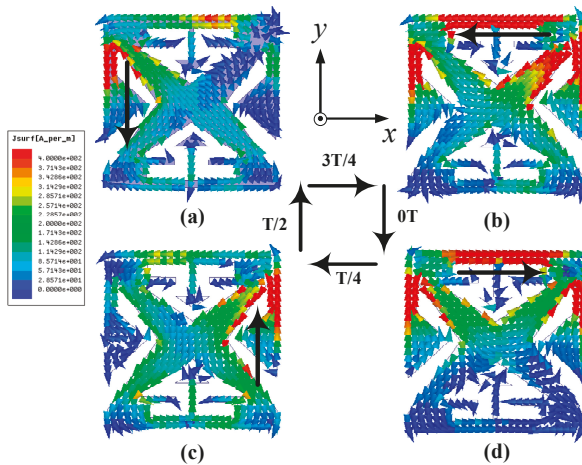 Jsurf[A_per_m]
4.0000e+002
3.7143e+002
3.4286e+002
3.1429e+002
2.8571e+002
2.5714e+002
2.2857e+002
2.0000e+002
1.7143e+002
1.4286e+002
1.1429e+002
8.5714e+001
5.7143e+001
2.8571e+001
0.0000e+000
y
x
(a)
(b)
3T/4
T/2
0T
T/4
(c)
(d)